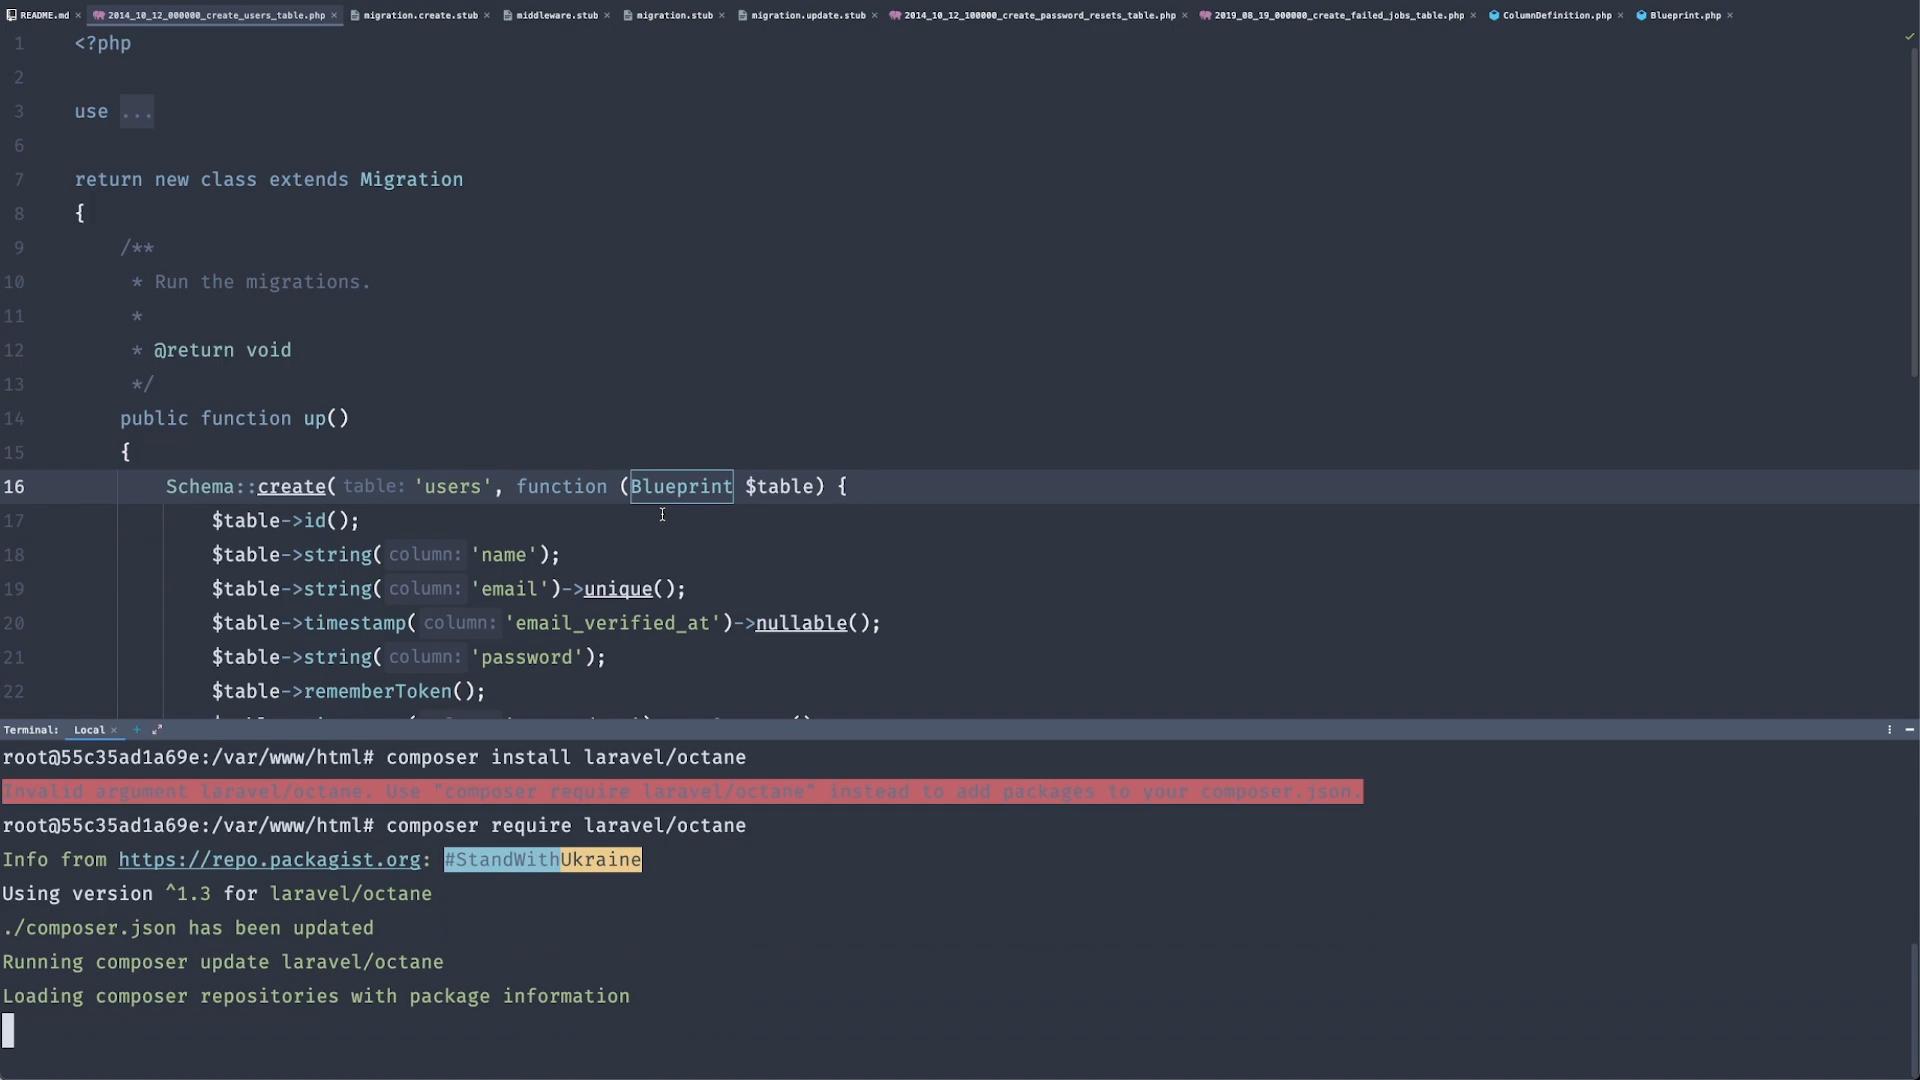 README.md × 2014_10_12_000000_create_users_table.php × migration.create.stub × middleware.stub × migration.stub × migration.update.stub × 2014_10_12_100000_create_password_resets_table.php × 2019_08_19_000000_create_failed_jobs_table.php × ColumnDefinition.php × Blueprint.php ×
1 <?php
2
3 use ...
6
7 return new class extends Migration
8 {
9 /**
10 * Run the migrations.
11 *
12 * @return void
13 */
14 public function up()
15 {
16 Schema::create( table: 'users', function (Blueprint $table) {
17 $table->id();
18 $table->string( column: 'name');
19 $table->string( column: 'email')->unique();
20 $table->timestamp( column: 'email_verified_at')->nullable();
21 $table->string( column: 'password');
22 $table->rememberToken();
Terminal: Local × +
root@55c35ad1a69e:/var/www/html# composer install laravel/octane
Invalid argument laravel/octane. Use "composer require laravel/octane" instead to add packages to your composer.json.
root@55c35ad1a69e:/var/www/html# composer require laravel/octane
Info from https://repo.packagist.org: #StandWithUkraine
Using version ^1.3 for laravel/octane
./composer.json has been updated
Running composer update laravel/octane
Loading composer repositories with package information